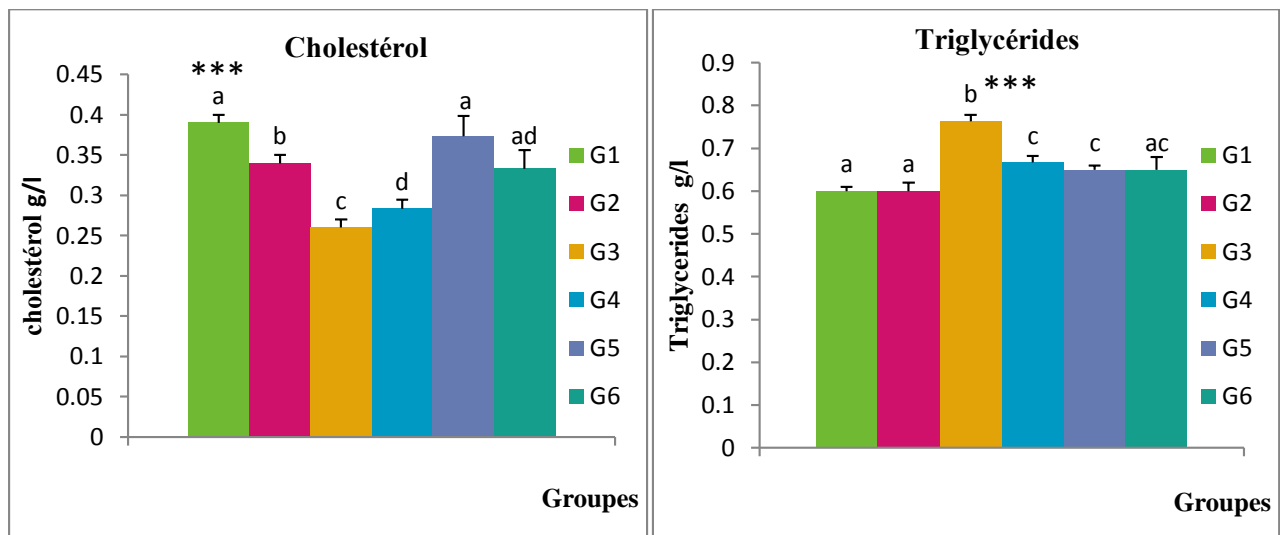 Cholestérol
cholestérol g/l
0.45
0.4
0.35
0.3
0.25
0.2
0.15
0.1
0.05
0
***
a
b
c
d
a
ad
G1
G2
G3
G4
G5
G6
Groupes
Triglycérides
Triglycerides g/l
0.9
0.8
0.7
0.6
0.5
0.4
0.3
0.2
0.1
0
a
a
b
***
c
c
ac
G1
G2
G3
G4
G5
G6
Groupes